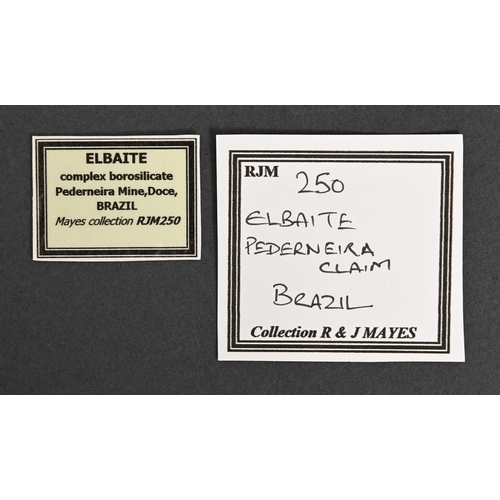 ELBAITE
complex borosilicate
Pederneira Mine,Doce,
BRAZIL
Mayes collection RJM250
RJM 250
ELBAITE
PEDERNEIRA
CLAIM
BRAZIL
Collection R & J MAYES